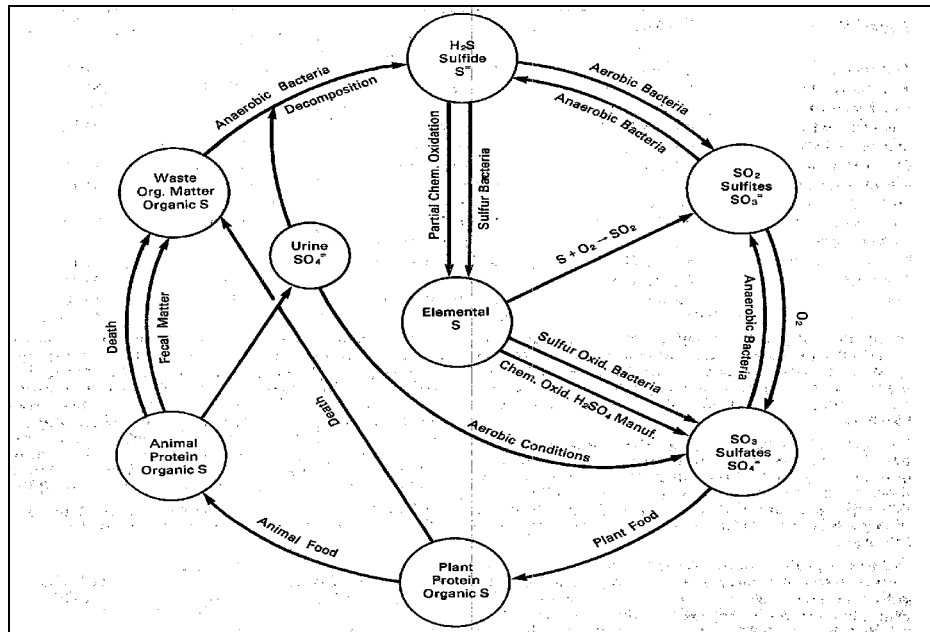 H₂S
Sulfide
S⁼
Anaerobic Bacteria
Decomposition
Aerobic Bacteria
Anaerobic Bacteria
Partial Chem. Oxidation
Sulfur Bacteria
Waste
Org. Matter
Organic S
SO₂
Sulfites
SO₃⁼
Urine
SO₄⁼
S + O₂ → SO₂
Elemental
S
Death
Fecal Matter
Anaerobic Bacteria
O₂
Sulfur Oxid. Bacteria
Chem. Oxid. H₂SO₄ Manuf.
Death
Aerobic Conditions
Animal
Protein
Organic S
SO₃
Sulfates
SO₄⁼
Animal Food
Plant Food
Plant
Protein
Organic S